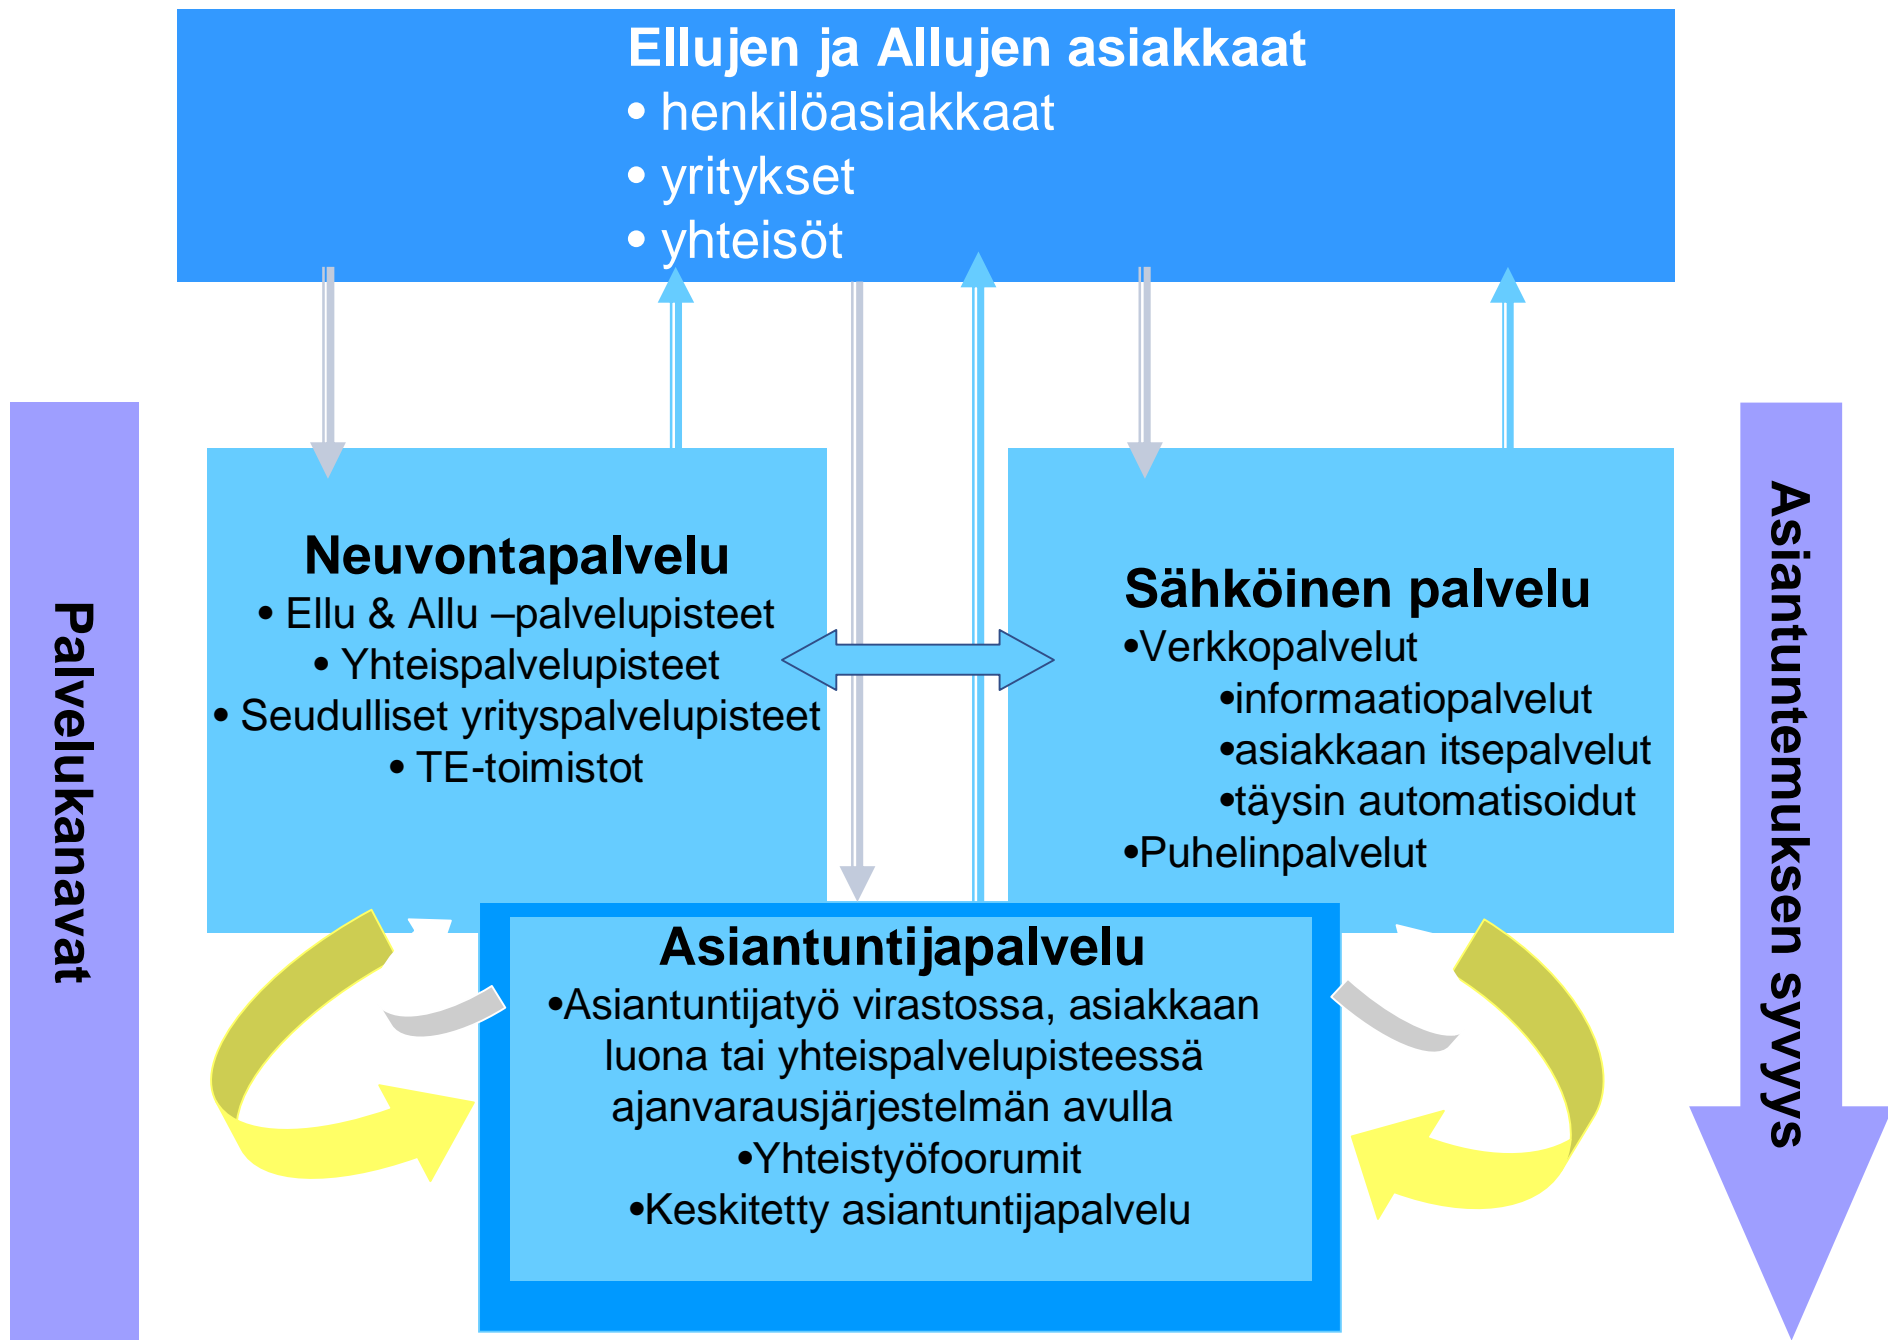 Ellujen ja Allujen asiakkaat
• henkilöasiakkaat
• yritykset
• yhteisöt
Palvelukanavat
Neuvontapalvelu
• Ellu & Allu –palvelupisteet
• Yhteispalvelupisteet
• Seudulliset yrityspalvelupisteet
• TE-toimistot
Sähköinen palvelu
•Verkkopalvelut
•informaatiopalvelut
•asiakkaan itsepalvelut
•täysin automatisoidut
•Puhelinpalvelut
Asiantuntemuksen syvyys
Asiantuntijapalvelu
•Asiantuntijatyö virastossa, asiakkaan
luona tai yhteispalvelupisteessä
ajanvarausjärjestelmän avulla
•Yhteistyöfoorumit
•Keskitetty asiantuntijapalvelu